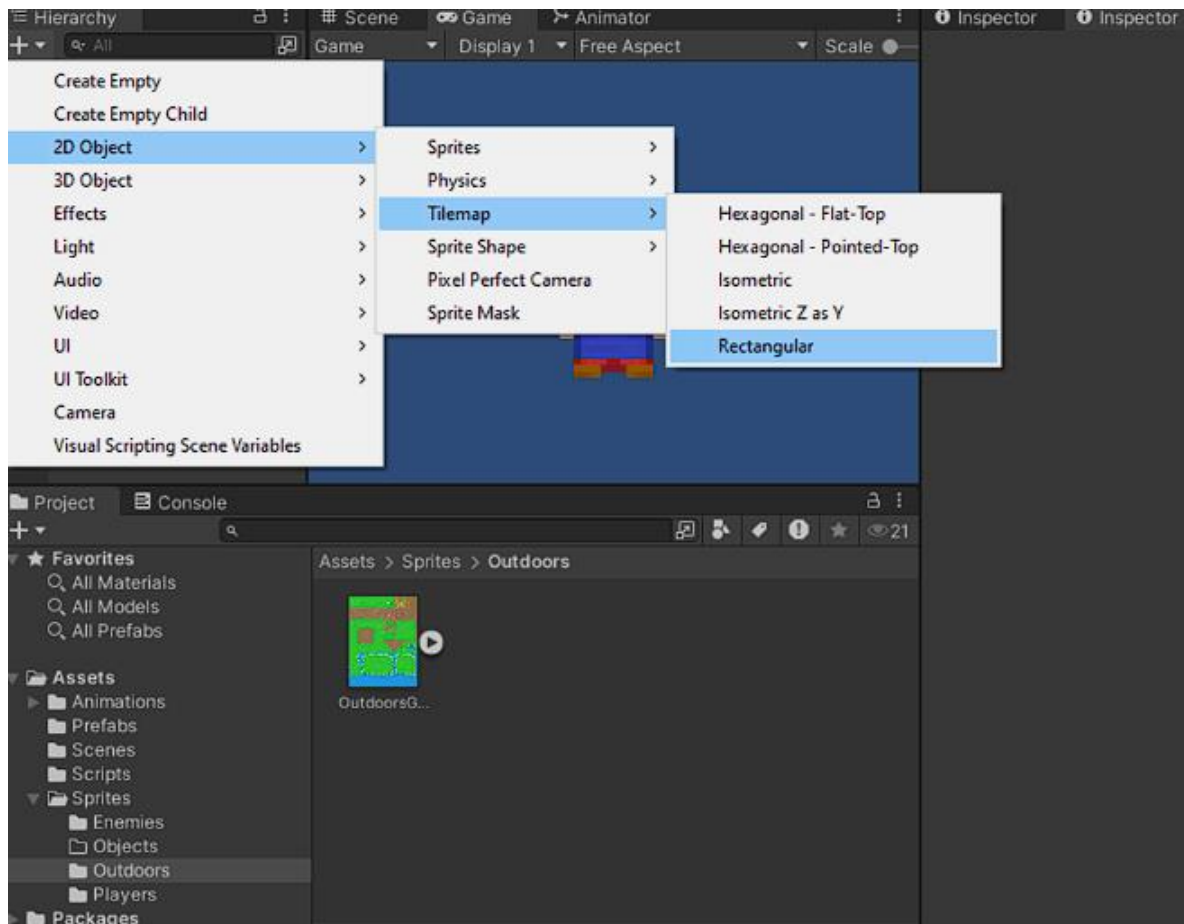 Hierarchy
# Scene Game Animator
Inspector Inspector
All
Game Display 1 Free Aspect Scale
Create Empty
Create Empty Child
2D Object >
3D Object >
Effects >
Light >
Audio >
Video >
UI >
UI Toolkit >
Camera
Visual Scripting Scene Variables
Sprites >
Physics >
Tilemap >
Sprite Shape >
Pixel Perfect Camera
Sprite Mask
Hexagonal - Flat-Top
Hexagonal - Pointed-Top
Isometric
Isometric Z as Y
Rectangular
Project Console
21
Favorites
All Materials
All Models
All Prefabs
Assets
Animations
Prefabs
Scenes
Scripts
Sprites
Enemies
Objects
Outdoors
Players
Packages
Assets > Sprites > Outdoors
OutdoorsG...